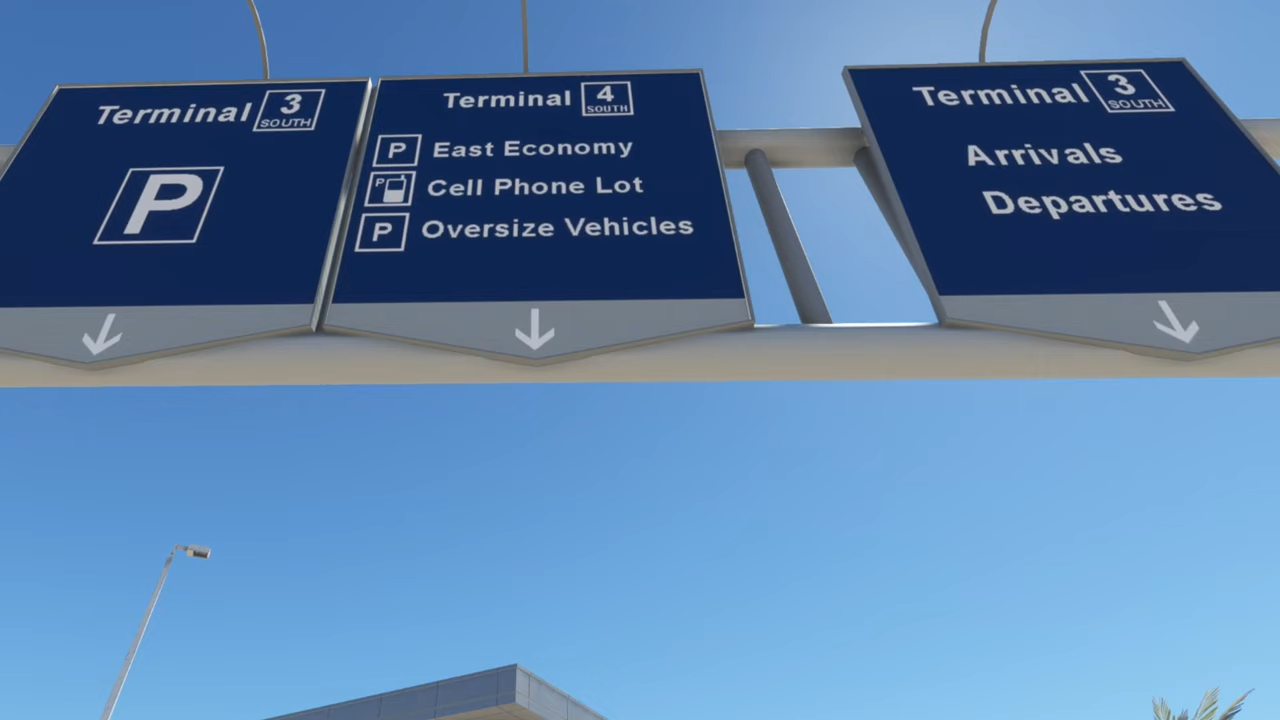 Terminal 3 SOUTH
P
Terminal 4 SOUTH
P East Economy
P Cell Phone Lot
P Oversize Vehicles
Terminal 3 SOUTH
Arrivals
Departures